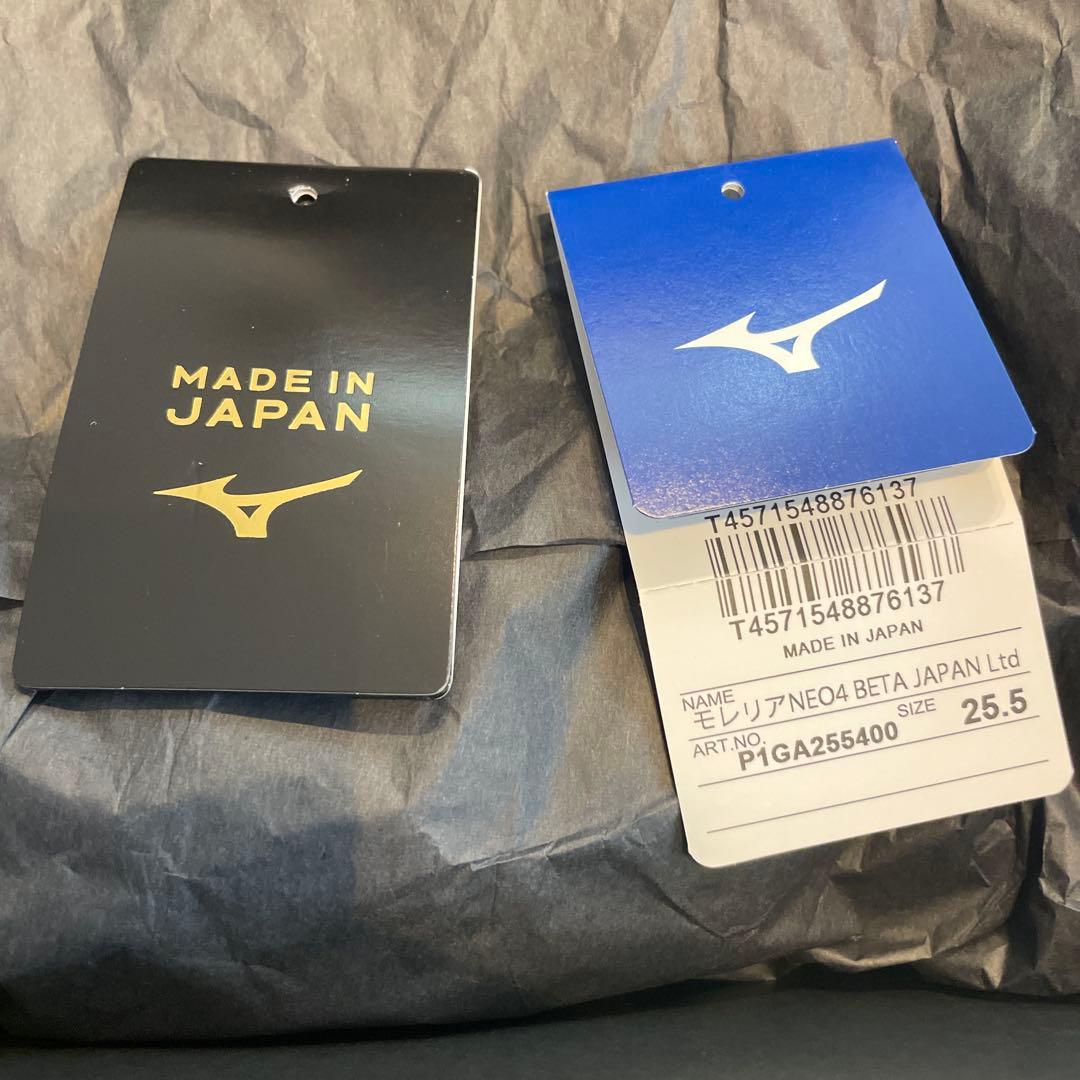 MADE IN
JAPAN
T4571548876137
T4571548876137
MADE IN JAPAN
NAME
モレリアNEO4 BETA JAPAN Ltd
ART.NO.
P1GA255400
SIZE
25.5